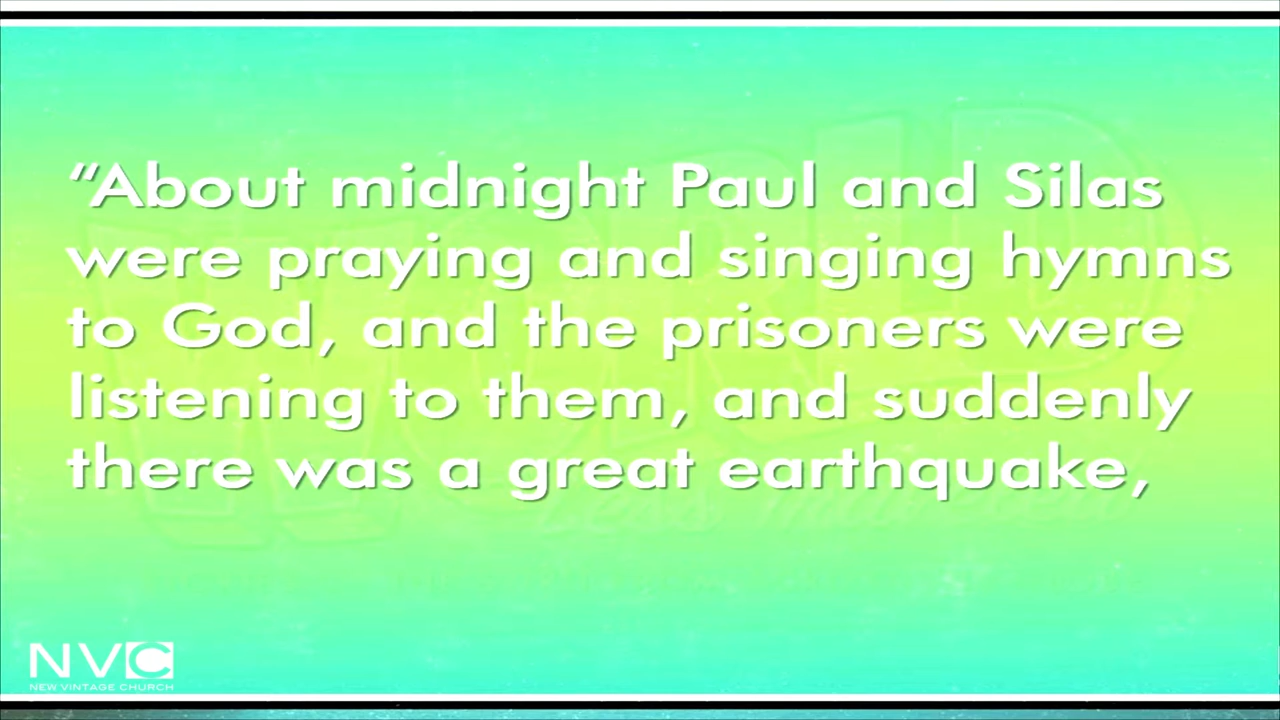 “About midnight Paul and Silas
were praying and singing hymns
to God, and the prisoners were
listening to them, and suddenly
there was a great earthquake,
WORLD
NVC
NEW VINTAGE CHURCH